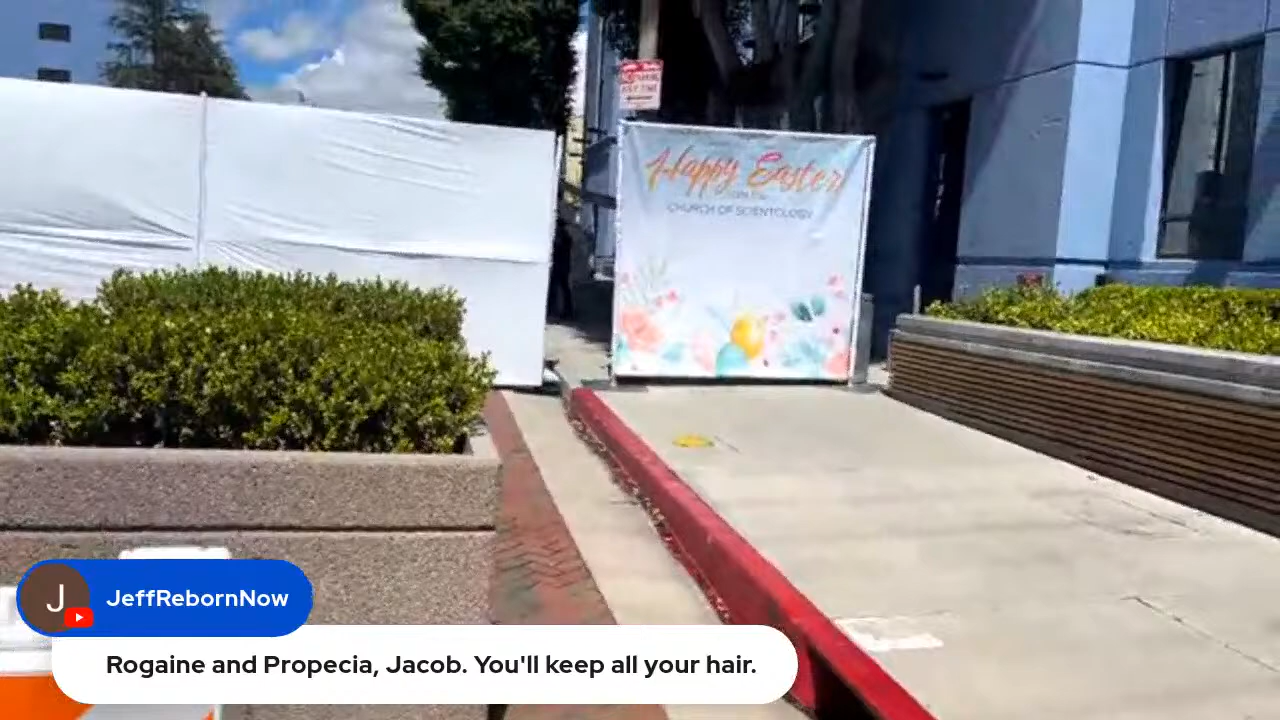 Happy Easter
CHURCH OF SCIENTOLOGY
J
JeffRebornNow
Rogaine and Propecia, Jacob. You'll keep all your hair.